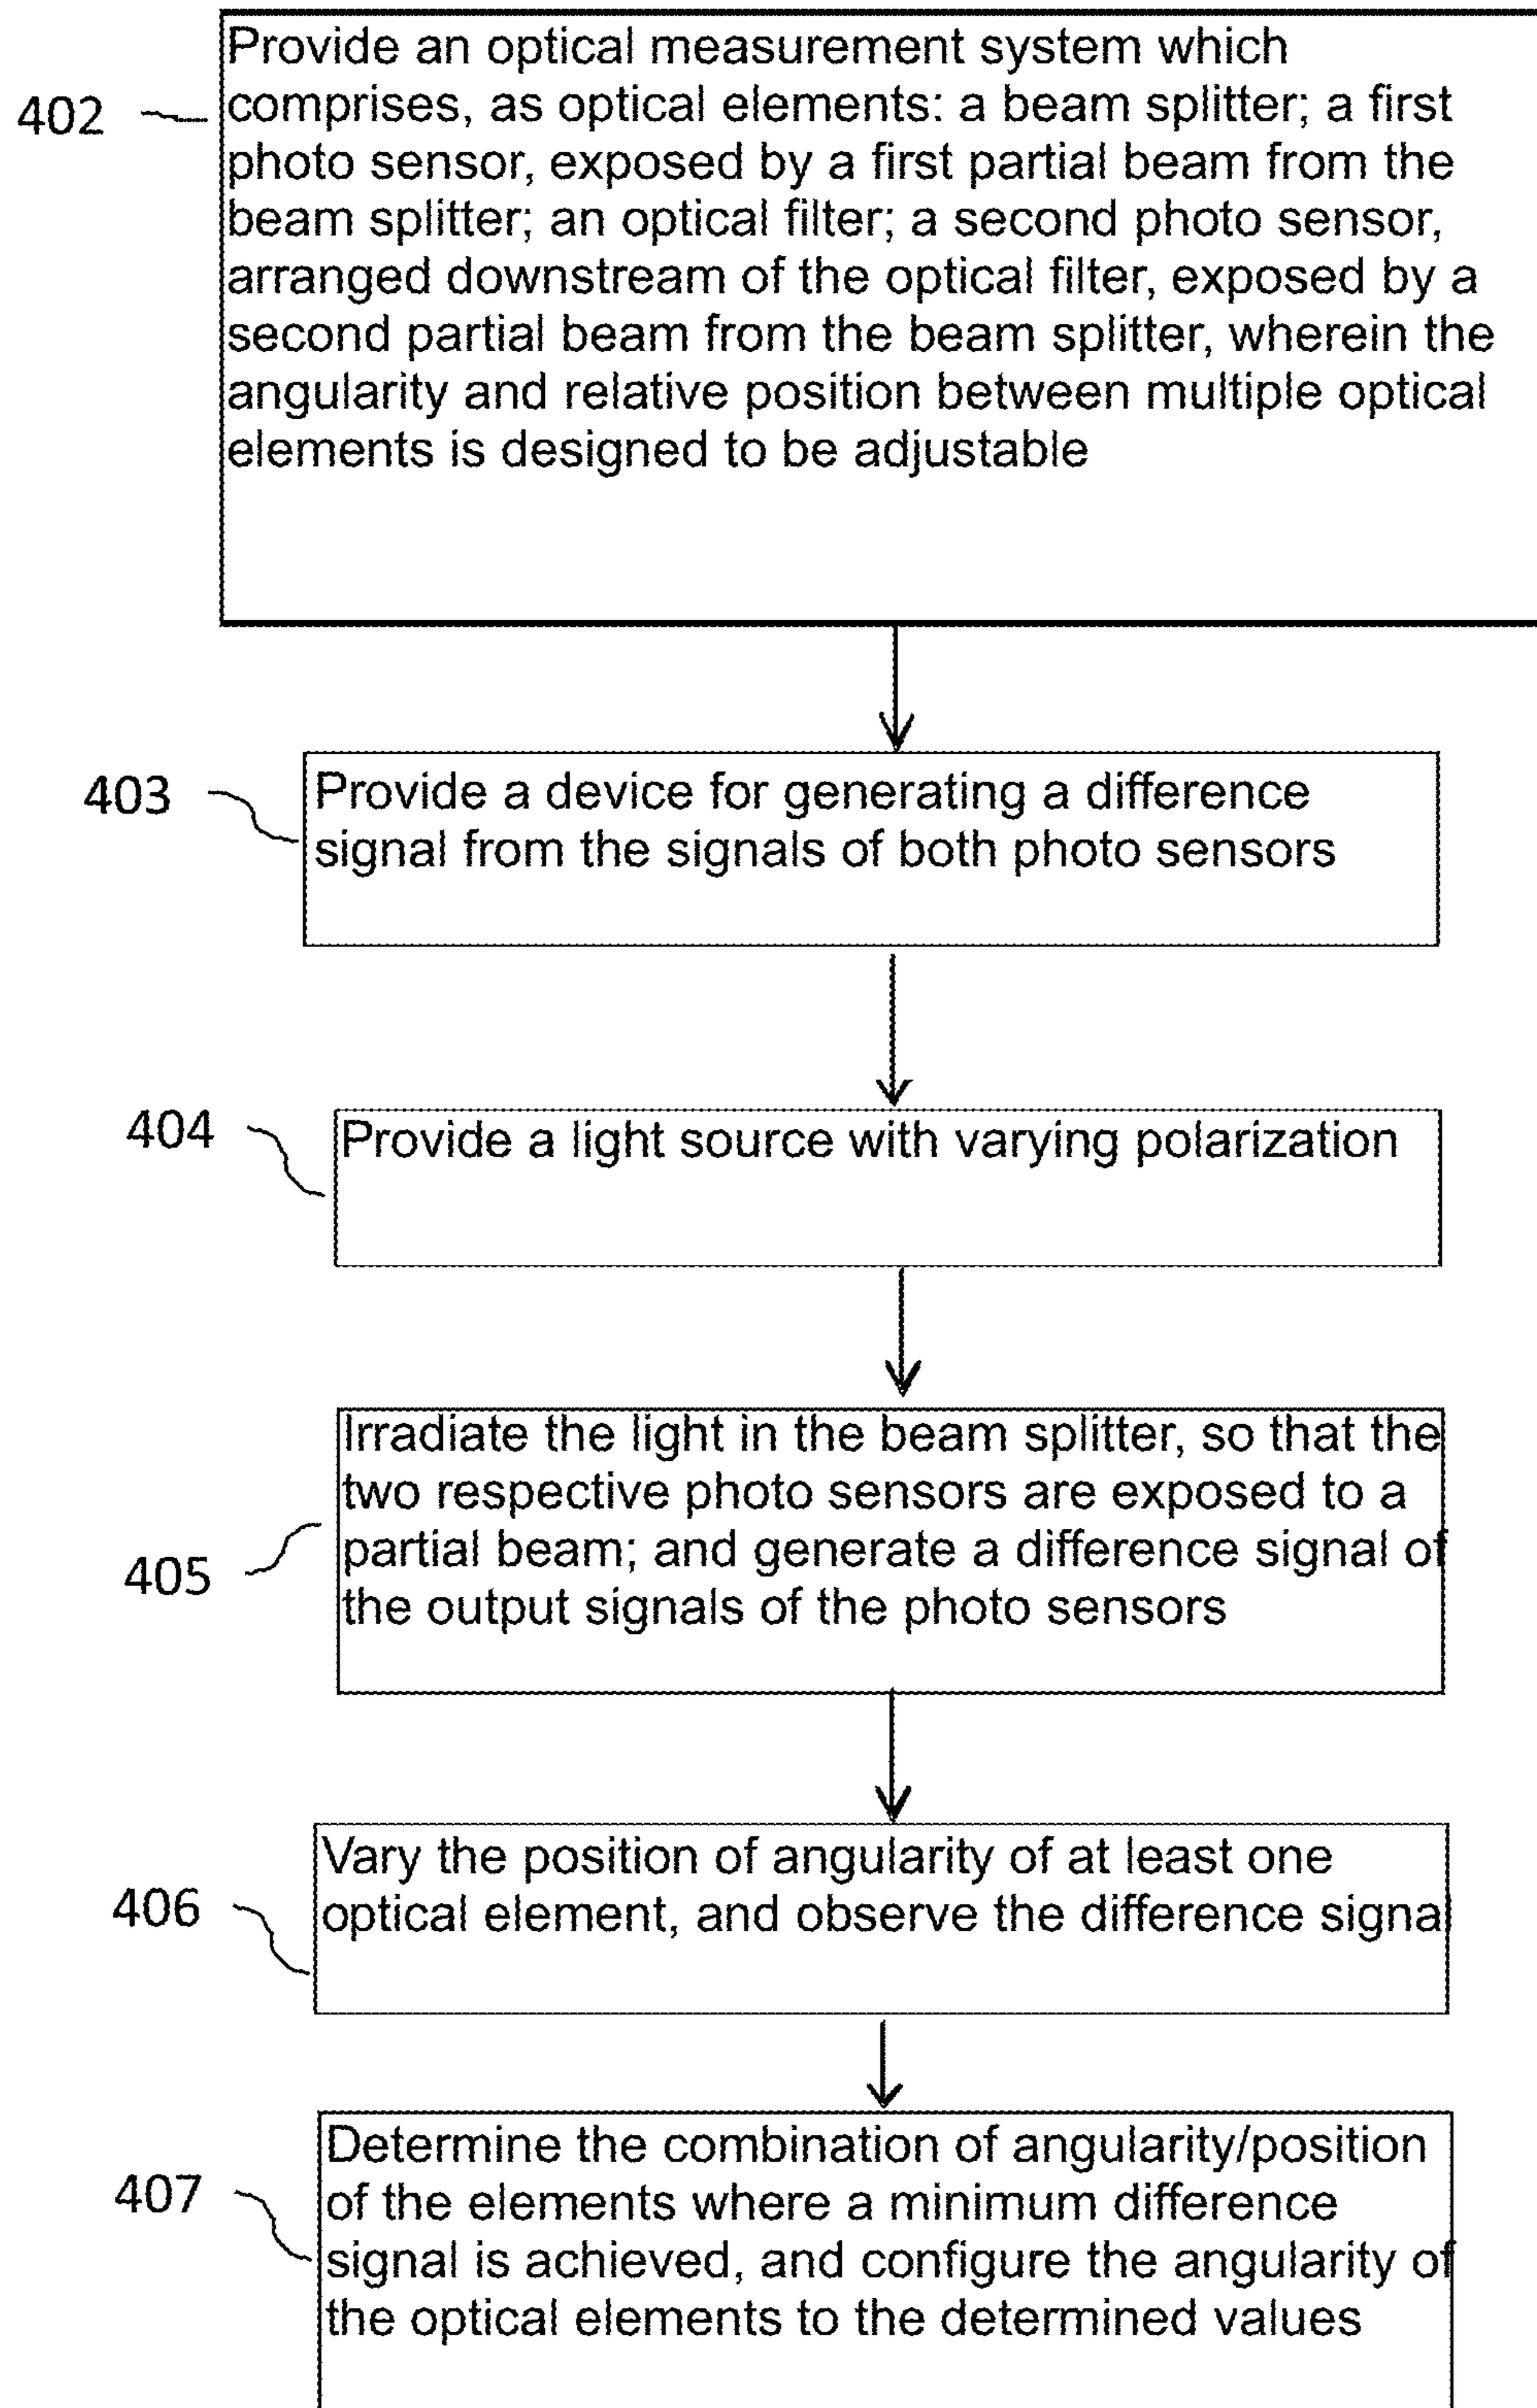 Provide an optical measurement system which
402
comprises, as optical elements: a beam splitter; a first
photo sensor, exposed by a first partial beam from the
beam splitter; an optical filter; a second photo sensor,
arranged downstream of the optical filter, exposed by a
second partial beam from the beam splitter, wherein the
angularity and relative position between multiple optical
elements is designed to be adjustable
403
Provide a device for generating a difference
signal from the signals of both photo sensors
404
Provide a light source with varying polarization
Irradiate the light in the beam splitter, so that the
two respective photo sensors are exposed to a
partial beam; and generate a difference signal of
405
the output signals of the photo sensors
Vary the position of angularity of at least one
406
optical element, and observe the difference signal
Determine the combination of angularity/position
407
of the elements where a minimum difference
signal is achieved, and configure the angularity of
the optical elements to the determined values